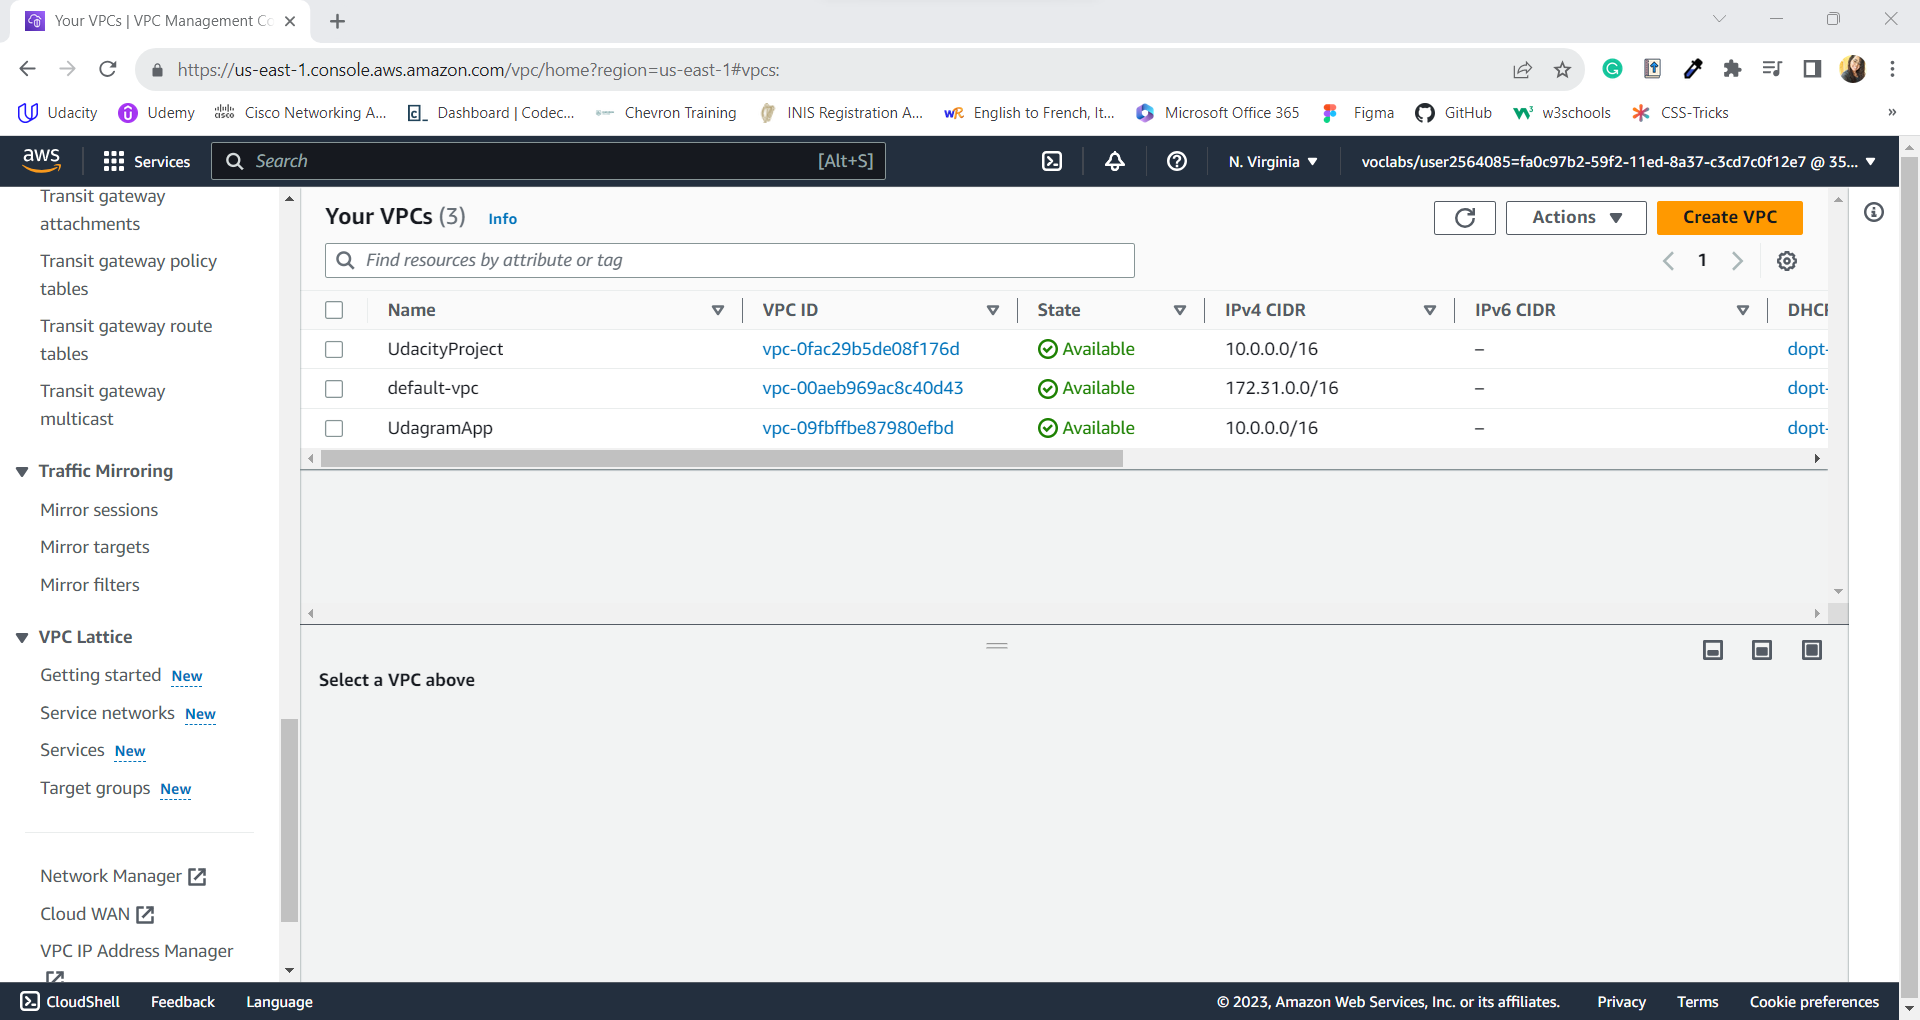 Your VPCs | VPC Management Co
https://us-east-1.console.aws.amazon.com/vpc/home?region=us-east-1#vpcs:
Udacity
Udemy
Cisco Networking A...
Dashboard | Codec...
Chevron Training
INIS Registration A...
English to French, It...
Microsoft Office 365
Figma
GitHub
w3schools
CSS-Tricks
»
aws
Services
Search
[Alt+S]
N. Virginia
voclabs/user2564085=fa0c97b2-59f2-11ed-8a37-c3cd7c0f12e7 @ 35...
Transit gateway
attachments
Transit gateway policy
tables
Transit gateway route
tables
Transit gateway
multicast
Traffic Mirroring
Mirror sessions
Mirror targets
Mirror filters
VPC Lattice
Getting started New
Service networks New
Services New
Target groups New
Network Manager
Cloud WAN
VPC IP Address Manager
Your VPCs (3) Info
Actions
Create VPC
Find resources by attribute or tag
1
Name VPC ID State IPv4 CIDR IPv6 CIDR DHCP
UdacityProject vpc-0fac29b5de08f176d Available 10.0.0.0/16 – dopt-
default-vpc vpc-00aeb969ac8c40d43 Available 172.31.0.0/16 – dopt-
UdagramApp vpc-09fbffbe87980efbd Available 10.0.0.0/16 – dopt-
Select a VPC above
CloudShell
Feedback
Language
© 2023, Amazon Web Services, Inc. or its affiliates.
Privacy
Terms
Cookie preferences